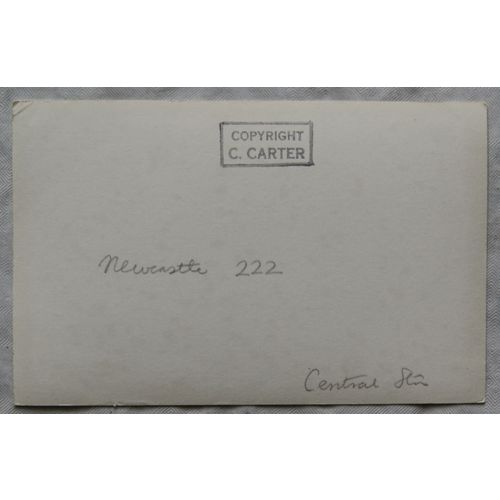 COPYRIGHT
C. CARTER
Newcastle 222
Central Stn